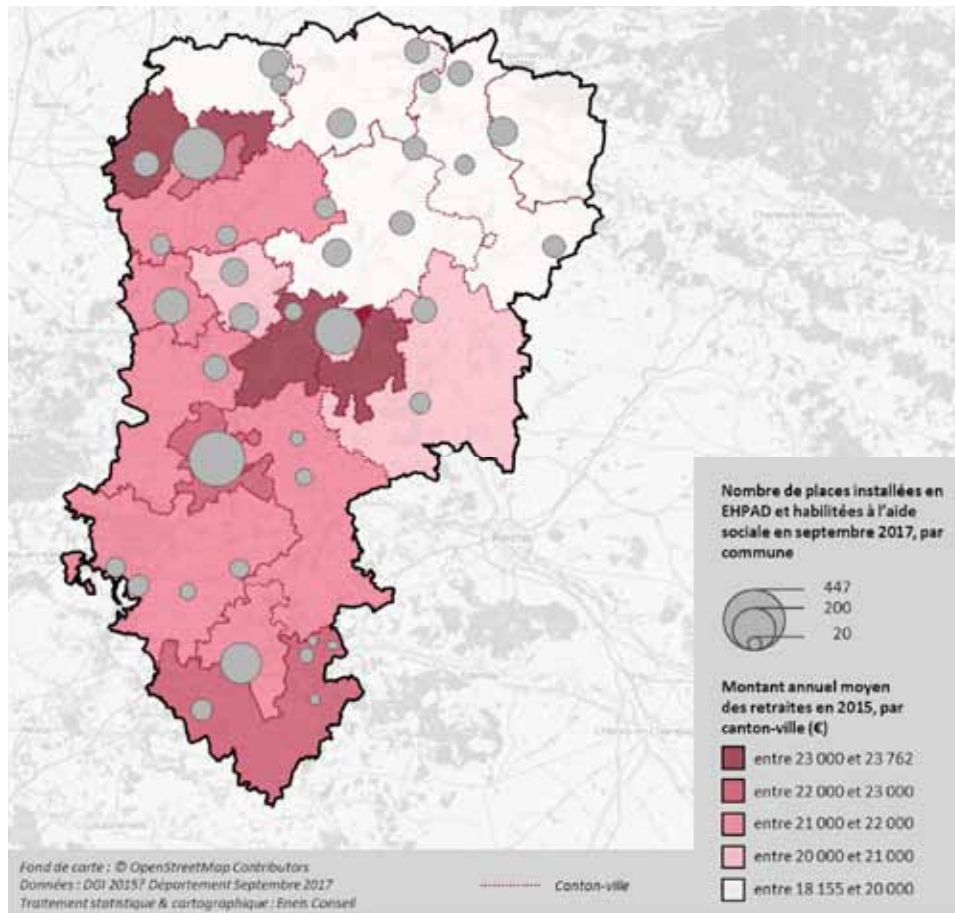 Nombre de places installées en
EHPAD et habilitées à l'aide
sociale en septembre 2017, par
commune
447
200
20
Montant annuel moyen
des retraites en 2015, par
canton-ville (€)
entre 23 000 et 23 762
entre 22 000 et 23 000
entre 21 000 et 22 000
entre 20 000 et 21 000
entre 18 155 et 20 000
Fond de carte : © OpenStreetMap Contributors
Données : DGI 2015? Département Septembre 2017
Traitement statistique & cartographique : Eneis Conseil
Canton-ville